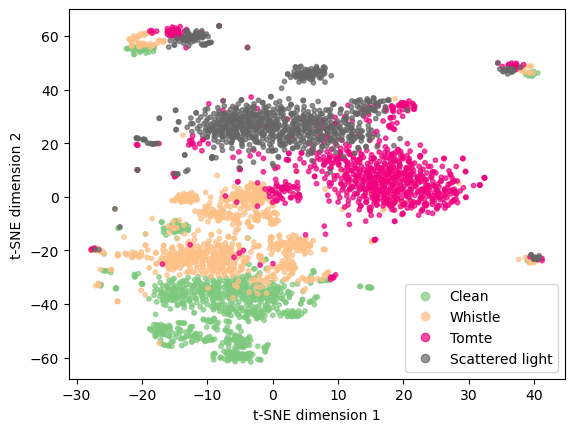 60
40
20
0
−20
−40
−60
t-SNE dimension 2
Clean
Whistle
Tomte
Scattered light
−30 −20 −10 0 10 20 30 40
t-SNE dimension 1